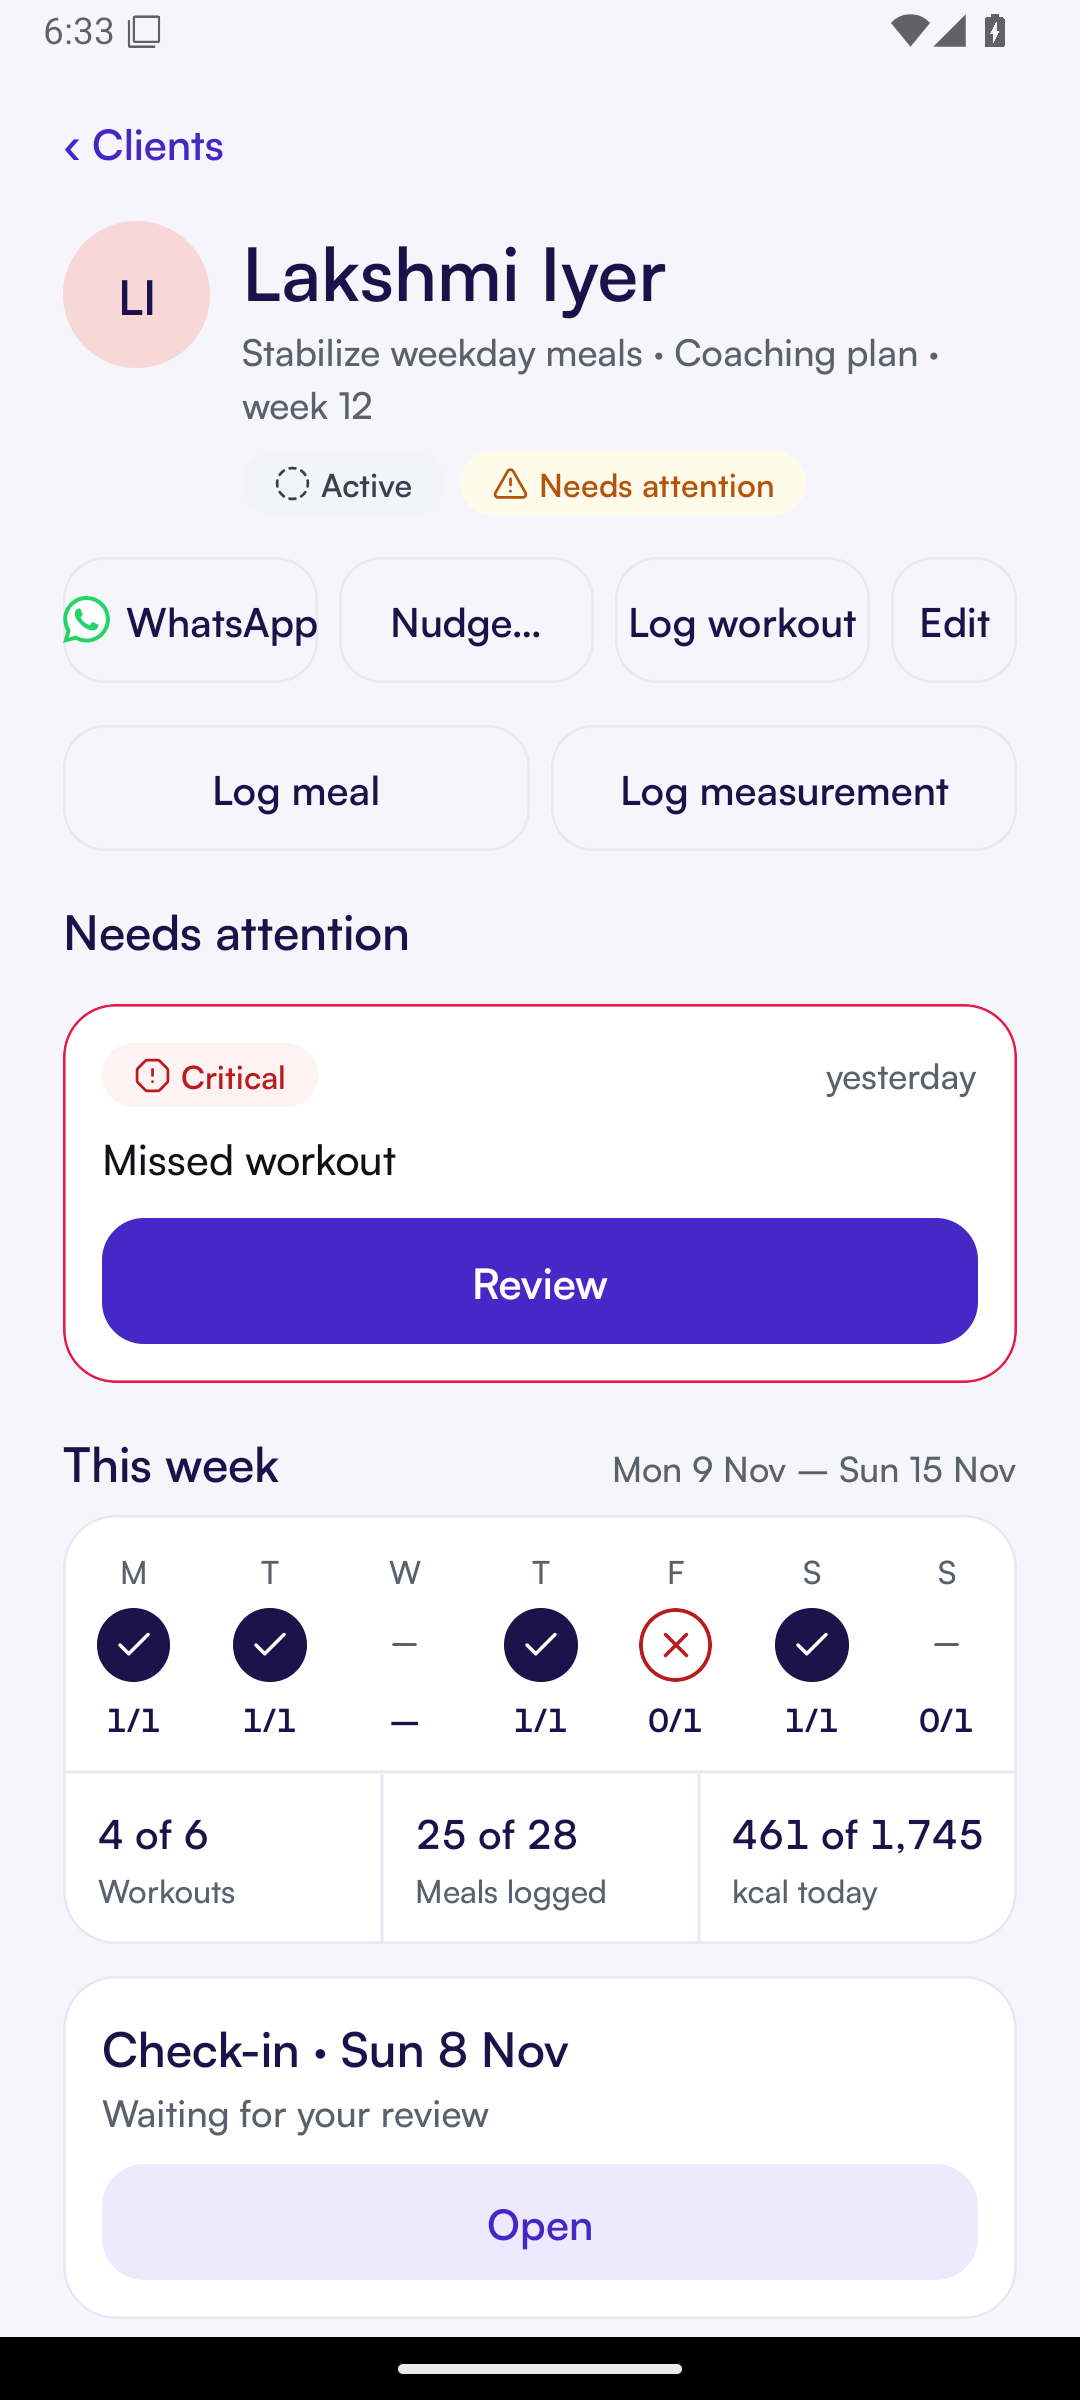 6:33
‹ Clients
LI
Lakshmi Iyer
Stabilize weekday meals • Coaching plan •
week 12
Active
Needs attention
WhatsApp
Nudge...
Log workout
Edit
Log meal
Log measurement
Needs attention
Critical
yesterday
Missed workout
Review
This week
Mon 9 Nov — Sun 15 Nov
M T W T F S S
–  –
1/1 1/1 – 1/1 0/1 1/1 0/1
4 of 6
Workouts
25 of 28
Meals logged
461 of 1,745
kcal today
Check-in • Sun 8 Nov
Waiting for your review
Open